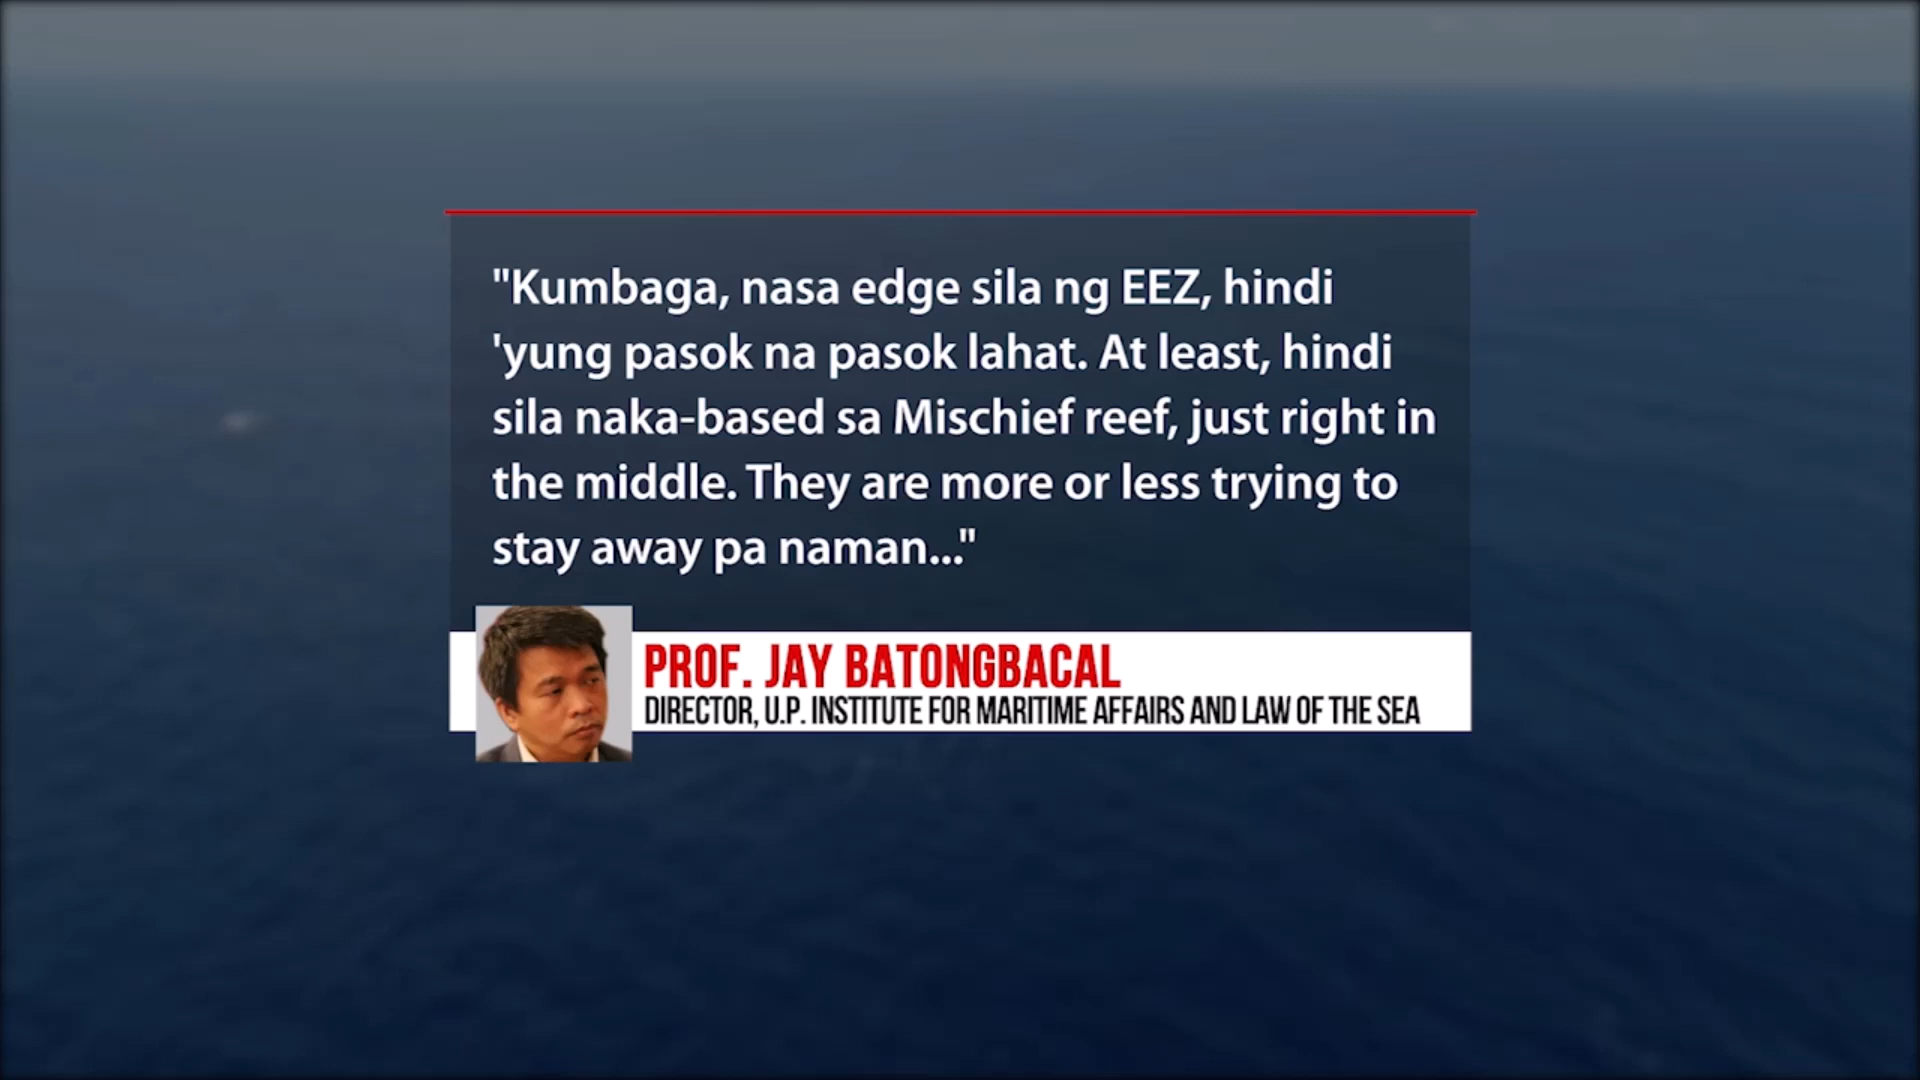 "Kumbaga, nasa edge sila ng EEZ, hindi
'yung pasok na pasok lahat. At least, hindi
sila naka-based sa Mischief reef, just right in
the middle. They are more or less trying to
stay away pa naman..."
PROF. JAY BATONGBACAL
DIRECTOR, U.P. INSTITUTE FOR MARITIME AFFAIRS AND LAW OF THE SEA